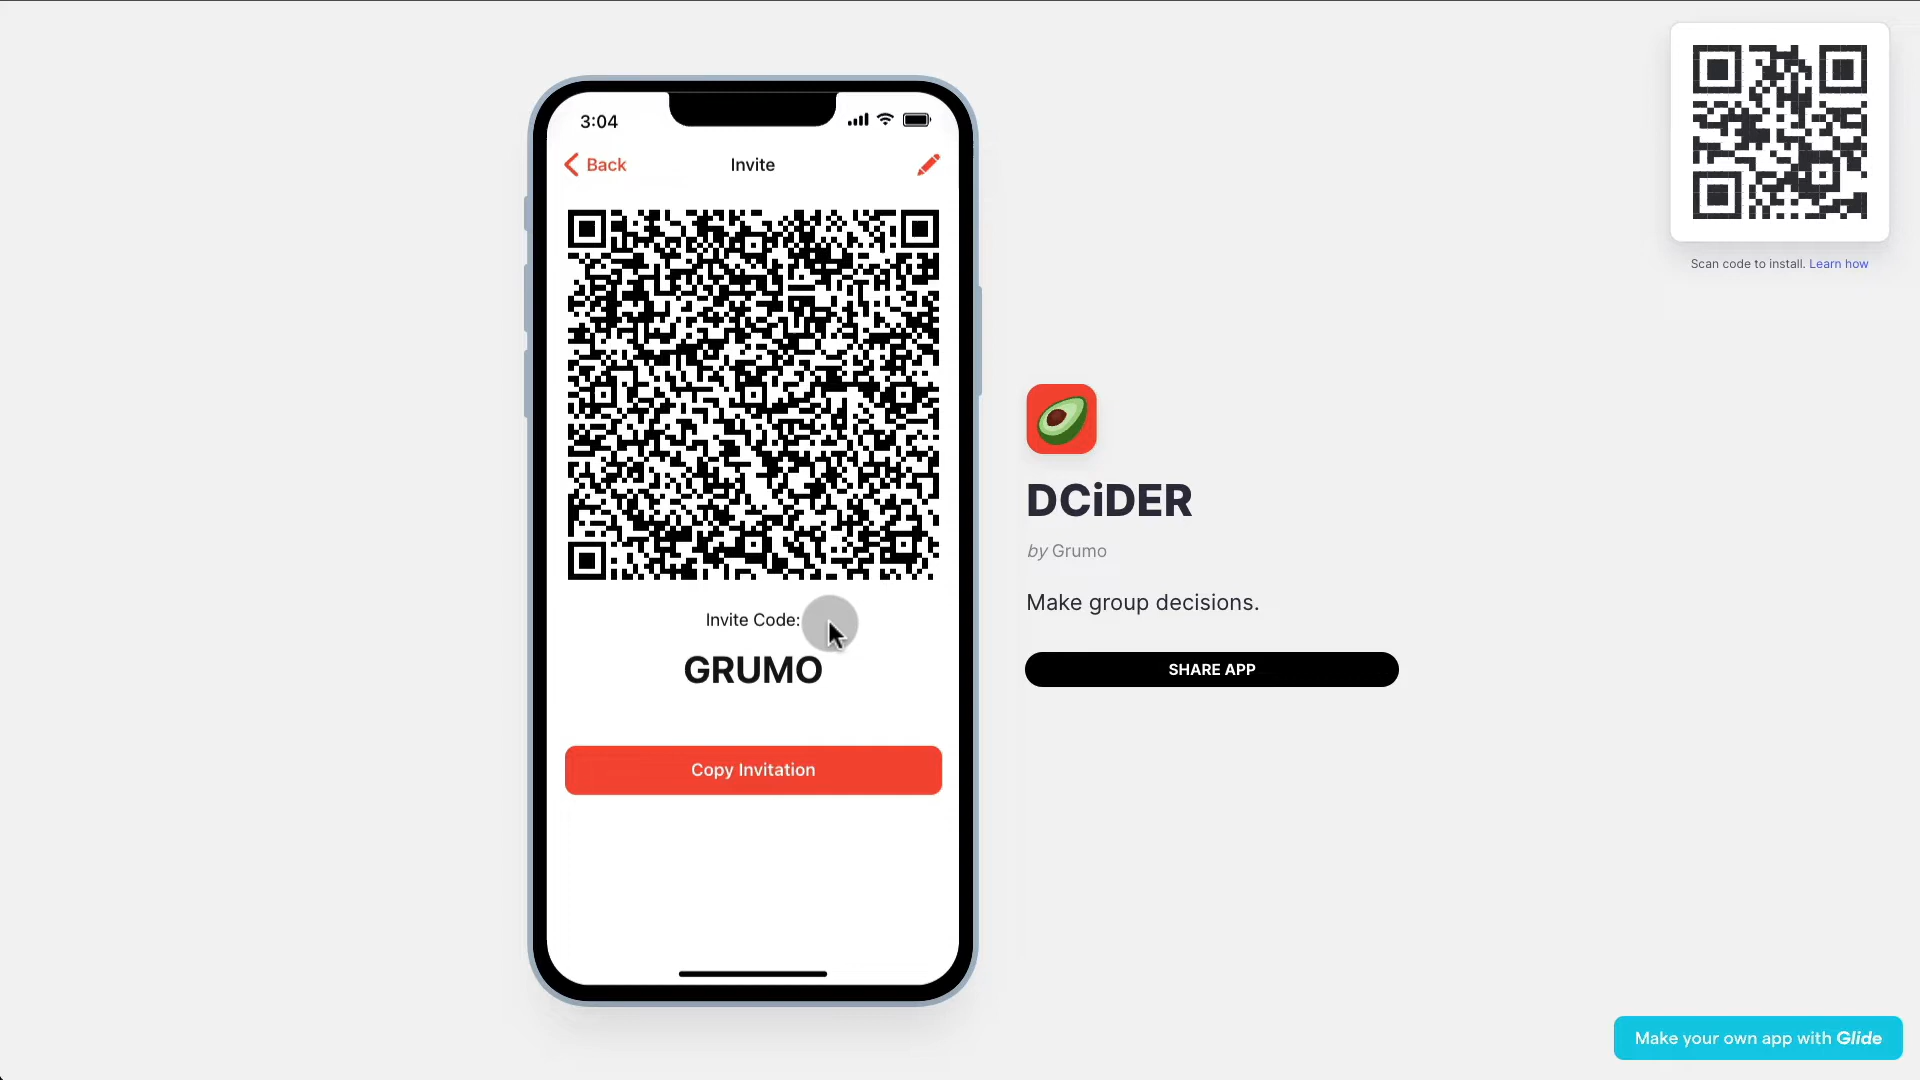 3:04
Back
Invite
Invite Code:
GRUMO
Copy Invitation
DCiDER
by Grumo
Make group decisions.
SHARE APP
Scan code to install. Learn how
Make your own app with Glide